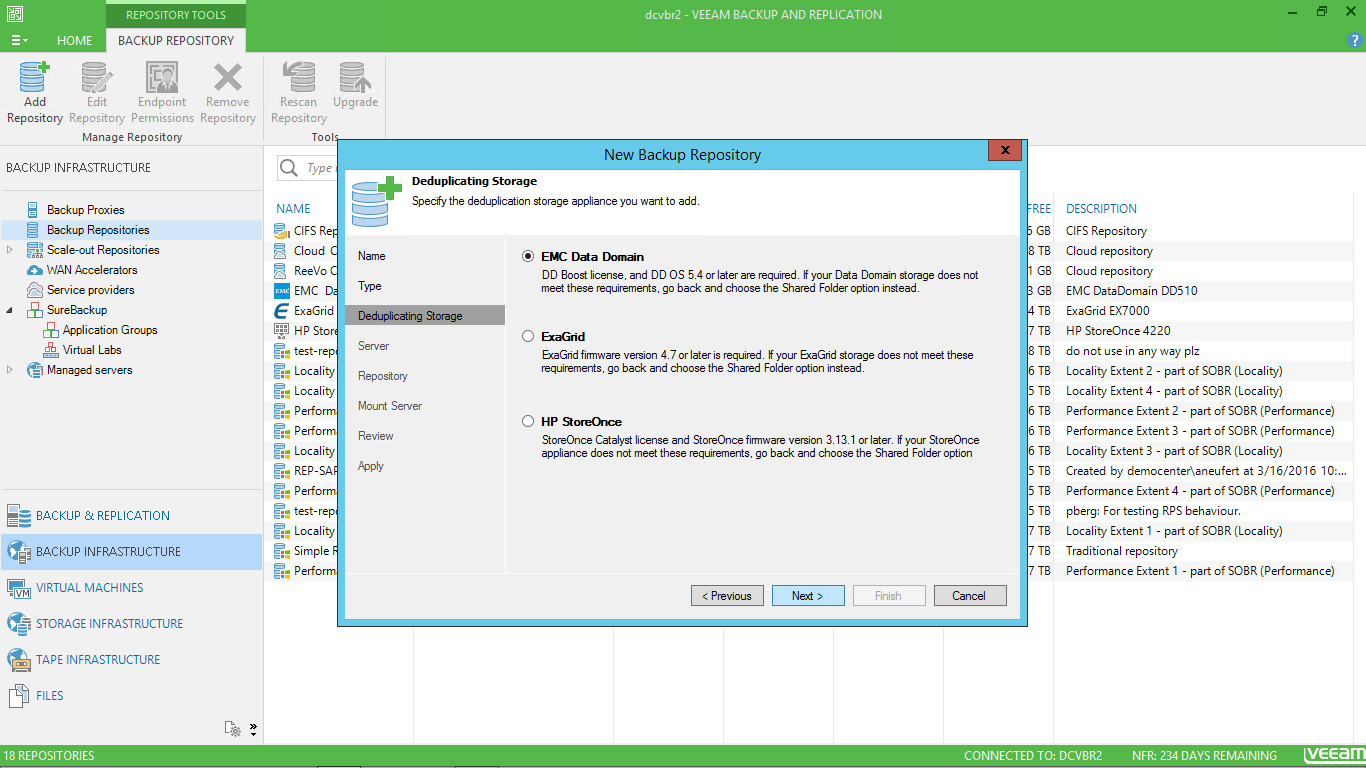 REPOSITORY TOOLS
dcvbr2 - VEEAM BACKUP AND REPLICATION
HOME
BACKUP REPOSITORY
?
Add
Repository
Edit
Repository
Endpoint
Permissions
Remove
Repository
Rescan
Repository
Upgrade
Manage Repository
Tools
BACKUP INFRASTRUCTURE
Backup Proxies
Backup Repositories
Scale-out Repositories
WAN Accelerators
Service providers
SureBackup
Application Groups
Virtual Labs
Managed servers
BACKUP & REPLICATION
BACKUP INFRASTRUCTURE
VIRTUAL MACHINES
STORAGE INFRASTRUCTURE
TAPE INFRASTRUCTURE
FILES
Type
NAME
FREE
DESCRIPTION
CIFS Rep
6 GB
CIFS Repository
Cloud C
8 TB
Cloud repository
ReeVo C
1 GB
Cloud repository
EMC
EMC Da
3 GB
EMC DataDomain DD510
ExaGrid
4 TB
ExaGrid EX7000
HP Store
7 TB
HP StoreOnce 4220
test-rep
8 TB
do not use in any way plz
Locality
6 TB
Locality Extent 2 - part of SOBR (Locality)
Locality
5 TB
Locality Extent 4 - part of SOBR (Locality)
Perform
6 TB
Performance Extent 2 - part of SOBR (Performance)
Perform
6 TB
Performance Extent 3 - part of SOBR (Performance)
Locality
6 TB
Locality Extent 3 - part of SOBR (Locality)
REP-SAP
5 TB
Created by democenter\aneufert at 3/16/2016 10:...
Perform
5 TB
Performance Extent 4 - part of SOBR (Performance)
test-rep
5 TB
pberg: For testing RPS behaviour.
Locality
7 TB
Locality Extent 1 - part of SOBR (Locality)
Simple R
7 TB
Traditional repository
Perform
7 TB
Performance Extent 1 - part of SOBR (Performance)
New Backup Repository
X
Deduplicating Storage
Specify the deduplication storage appliance you want to add.
Name
Type
Deduplicating Storage
Server
Repository
Mount Server
Review
Apply
EMC Data Domain
DD Boost license, and DD OS 5.4 or later are required. If your Data Domain storage does not
meet these requirements, go back and choose the Shared Folder option instead.
ExaGrid
ExaGrid firmware version 4.7 or later is required. If your ExaGrid storage does not meet these
requirements, go back and choose the Shared Folder option instead.
HP StoreOnce
StoreOnce Catalyst license and StoreOnce firmware version 3.13.1 or later. If your StoreOnce
appliance does not meet these requirements, go back and choose the Shared Folder option
< Previous
Next >
Finish
Cancel
18 REPOSITORIES
CONNECTED TO: DCVBR2
NFR: 234 DAYS REMAINING
veeam